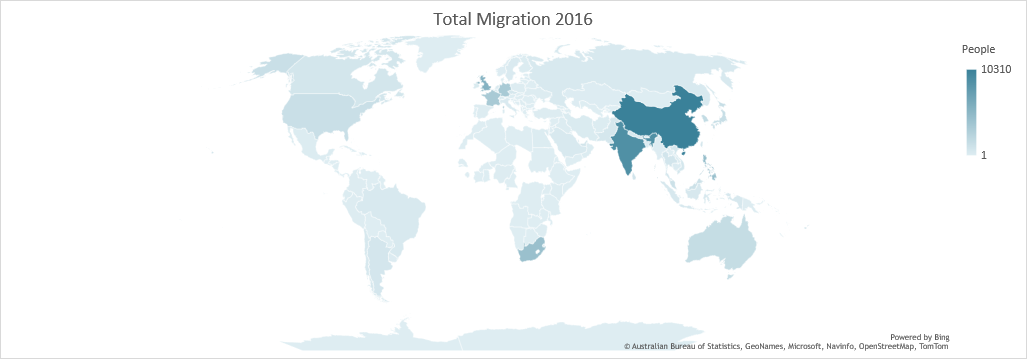 Total Migration 2016
People
10310
1
Powered by Bing
© Australian Bureau of Statistics, GeoNames, Microsoft, Navinfo, OpenStreetMap, TomTom